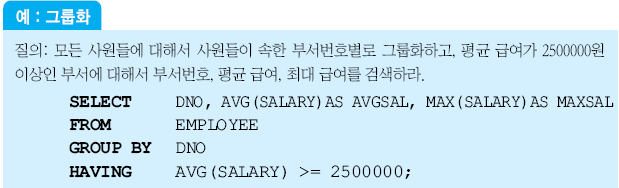 예 : 그룹화
질의: 모든 사원들에 대해서 사원들이 속한 부서번호별로 그룹화하고, 평균 급여가 2500000원
이상인 부서에 대해서 부서번호, 평균 급여, 최대 급여를 검색하라.
SELECT DNO, AVG(SALARY)AS AVGSAL, MAX(SALARY)AS MAXSAL
FROM EMPLOYEE
GROUP BY DNO
HAVING AVG(SALARY) >= 2500000;